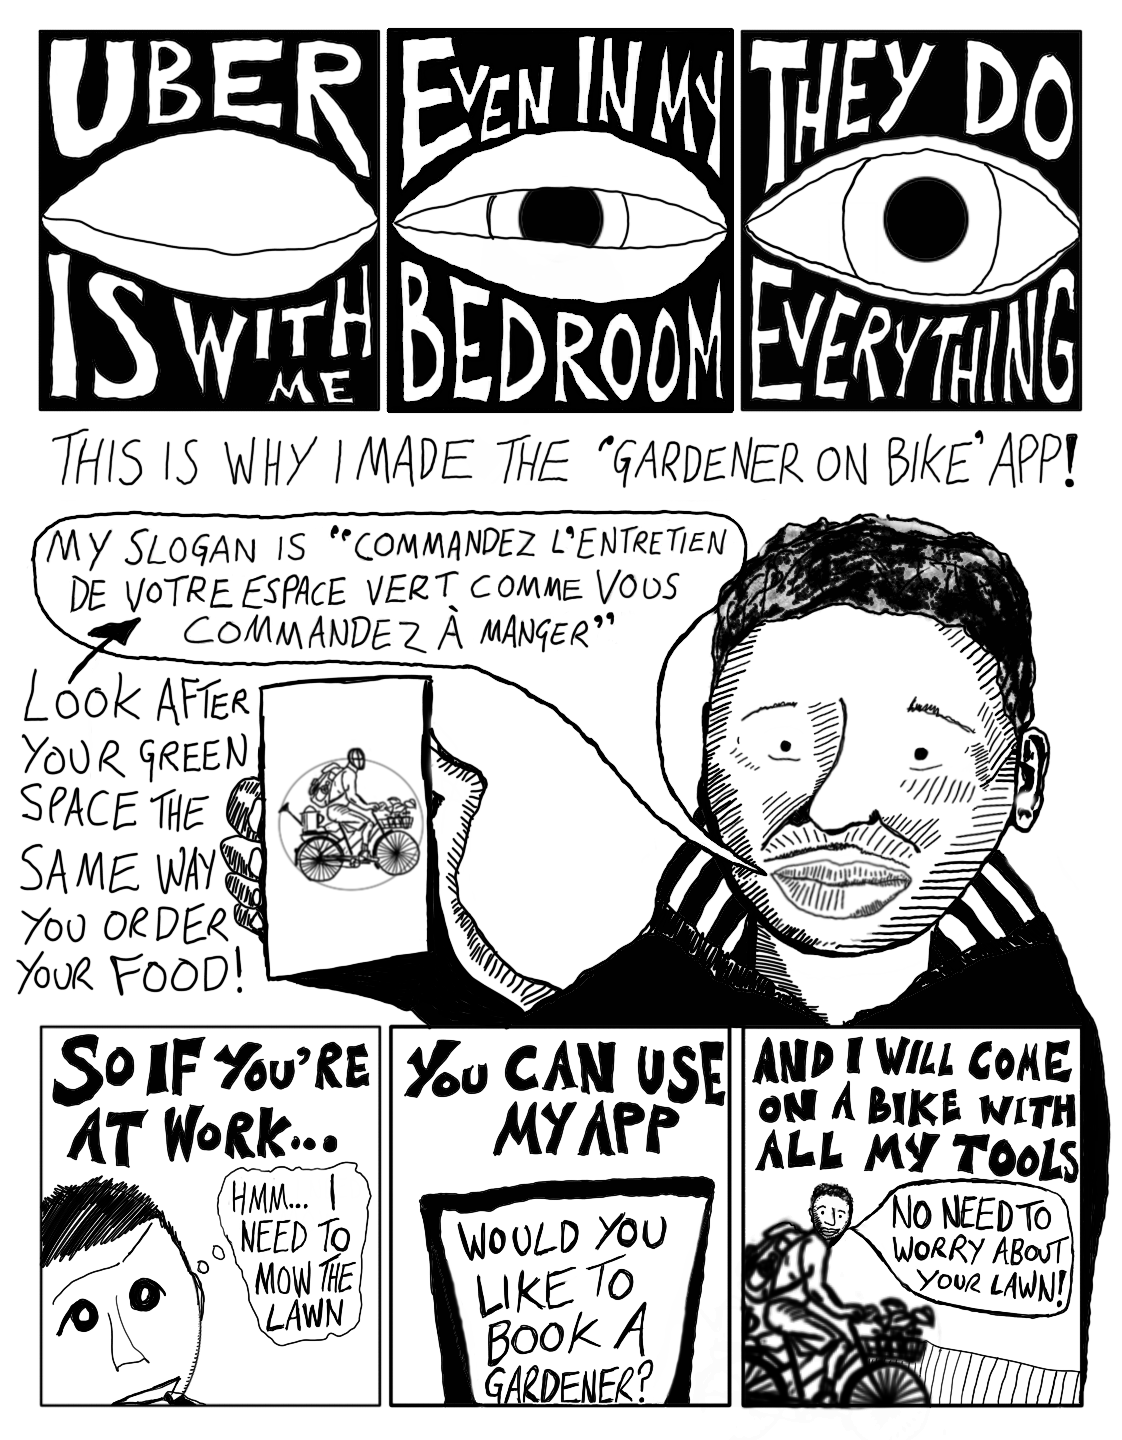 UBER
IS WITH
ME
EVEN IN MY
BEDROOM
THEY DO
EVERYTHING
THIS IS WHY I MADE THE 'GARDENER ON BIKE' APP!
MY SLOGAN IS "COMMANDEZ L'ENTRETIEN
DE VOTRE ESPACE VERT COMME VOUS
COMMANDEZ À MANGER"
LOOK AFTER
YOUR GREEN
SPACE THE
SAME WAY
YOU ORDER
YOUR FOOD!
SO IF YOU'RE
AT WORK...
HMM... I
NEED TO
MOW THE
LAWN
YOU CAN USE
MY APP
WOULD YOU
LIKE TO
BOOK A
GARDENER?
AND I WILL COME
ON A BIKE WITH
ALL MY TOOLS
NO NEED TO
WORRY ABOUT
YOUR LAWN!